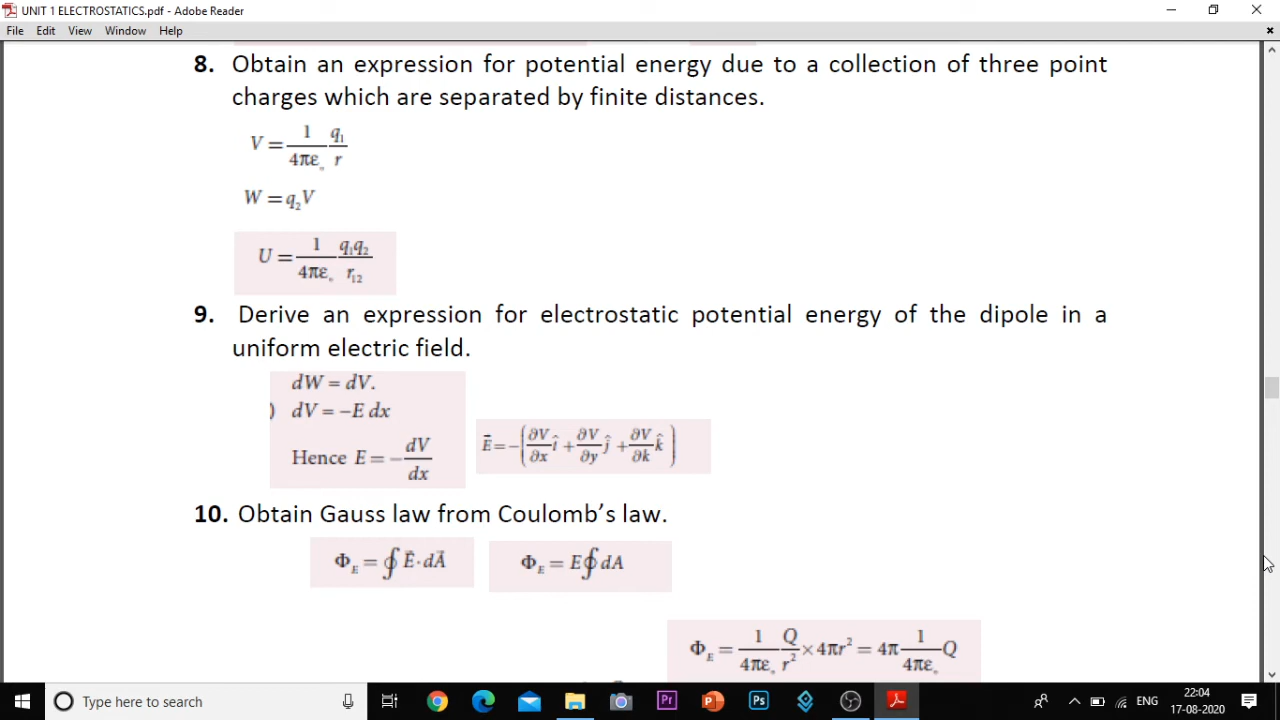 UNIT 1 ELECTROSTATICS.pdf - Adobe Reader
File Edit View Window Help
8. Obtain an expression for potential energy due to a collection of three point
charges which are separated by finite distances.
V = 1/4πε₀ q₁/r
W = q₂V
U = 1/4πε₀ q₁q₂/r₁₂
9. Derive an expression for electrostatic potential energy of the dipole in a
uniform electric field.
dW = dV.
) dV = –E dx
Hence E = – dV/dx
E⃗ = –(∂V/∂x î + ∂V/∂y ĵ + ∂V/∂k k̂)
10. Obtain Gauss law from Coulomb’s law.
Φ_E = ∮ E⃗ · dA⃗ Φ_E = E∮ dA
Φ_E = 1/4πε₀ Q/r² × 4πr² = 4π 1/4πε₀ Q
Type here to search
ENG
22:04
17-08-2020